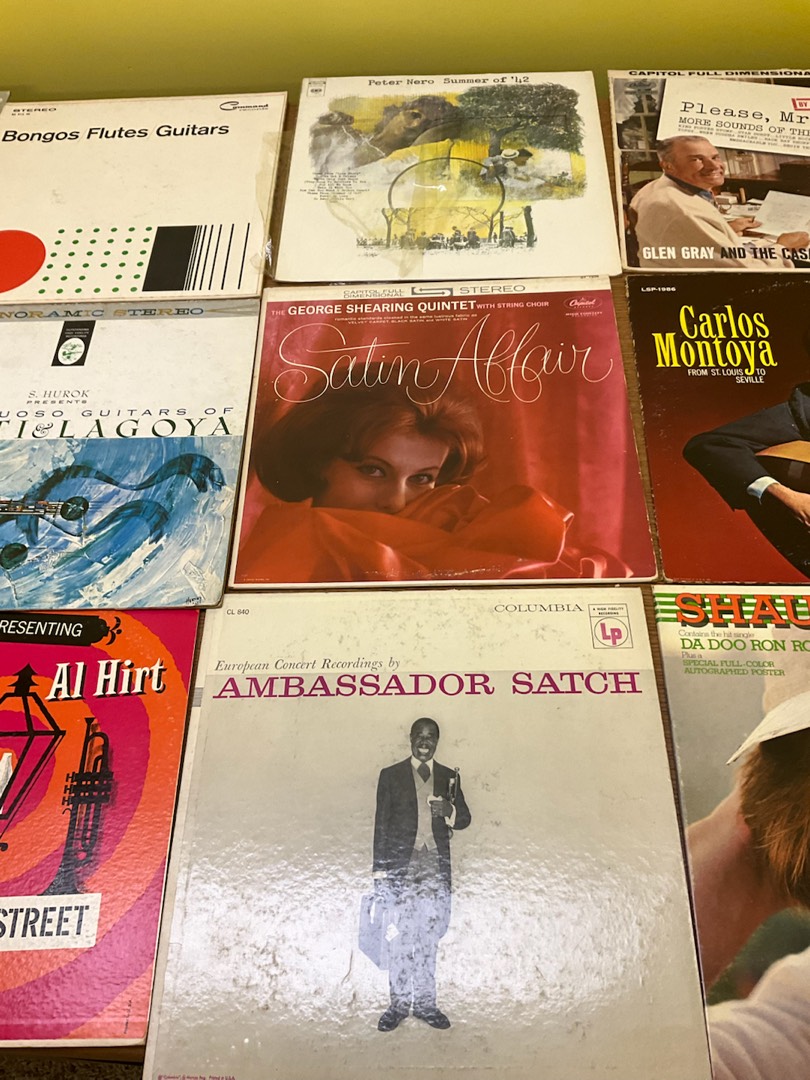 STEREO
Command
Bongos Flutes Guitars
Peter Nero Summer of '42
CAPITOL FULL DIMENSIONAL
Please, Mr
MORE SOUNDS OF THE
GLEN GRAY AND THE CASA
NORAMIC STEREO
S. HUROK
PRESENTS
UOSO GUITARS OF
TI & LAGOYA
CAPITOL FULL
DIMENSIONAL
STEREO
THE GEORGE SHEARING QUINTET WITH STRING CHOIR
Capitol
Satin Affair
LSP-1986
Carlos
Montoya
FROM ST. LOUIS TO
SEVILLE
RESENTING
Al Hirt
STREET
CL 840
COLUMBIA
Lp
European Concert Recordings by
AMBASSADOR SATCH
SHAU
Contains the hit single
DA DOO RON RO
Plus a
SPECIAL FULL-COLOR
AUTOGRAPHED POSTER